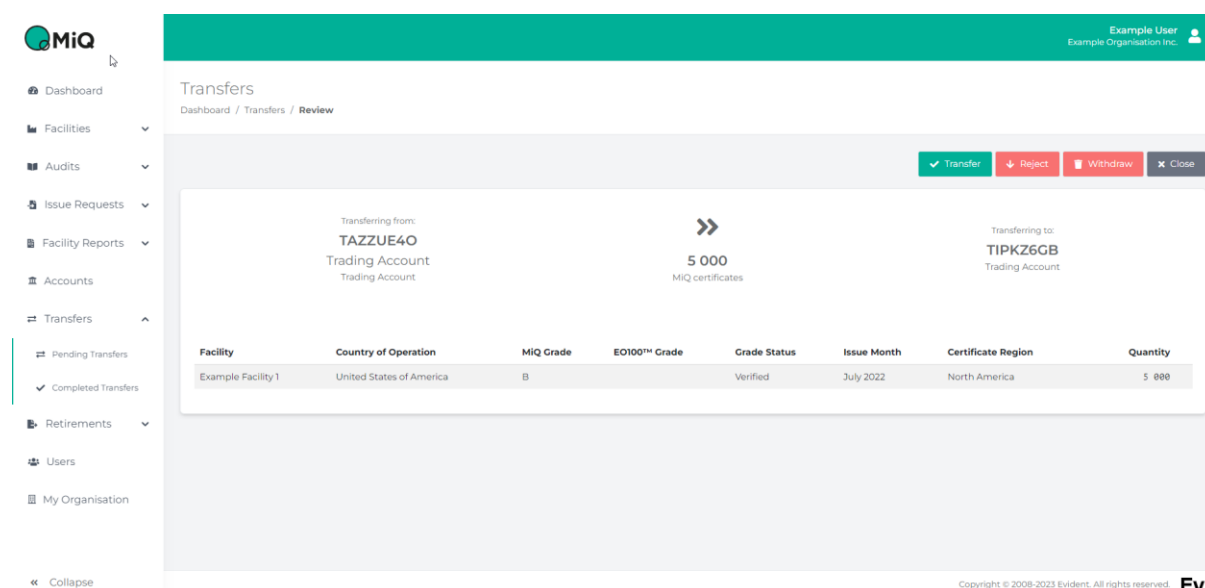 MiQ
Example User
Example Organisation Inc.
Dashboard
Facilities
Audits
Issue Requests
Facility Reports
Accounts
Transfers
Pending Transfers
Completed Transfers
Retirements
Users
My Organisation
Collapse
Transfers
Dashboard / Transfers / Review
Transfer Reject Withdraw Close
Transferring from:
TAZZUE4O
Trading Account
Trading Account
5 000
MiQ certificates
Transferring to:
TIPKZ6GB
Trading Account
Facility Country of Operation MiQ Grade EO100™ Grade Grade Status Issue Month Certificate Region Quantity
Example Facility 1 United States of America B Verified July 2022 North America 5 000
Copyright © 2008-2023 Evident. All rights reserved. Ev